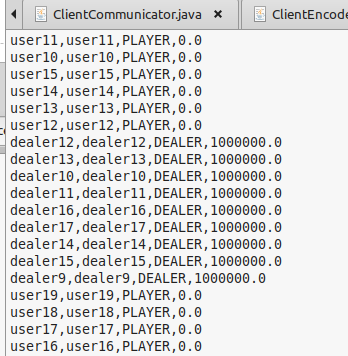 ClientCommunicator.java ClientEncode
user11,user11,PLAYER,0.0
user10,user10,PLAYER,0.0
user15,user15,PLAYER,0.0
user14,user14,PLAYER,0.0
user13,user13,PLAYER,0.0
user12,user12,PLAYER,0.0
dealer12,dealer12,DEALER,1000000.0
dealer13,dealer13,DEALER,1000000.0
dealer10,dealer10,DEALER,1000000.0
dealer11,dealer11,DEALER,1000000.0
dealer16,dealer16,DEALER,1000000.0
dealer17,dealer17,DEALER,1000000.0
dealer14,dealer14,DEALER,1000000.0
dealer15,dealer15,DEALER,1000000.0
dealer9,dealer9,DEALER,1000000.0
user19,user19,PLAYER,0.0
user18,user18,PLAYER,0.0
user17,user17,PLAYER,0.0
user16,user16,PLAYER,0.0